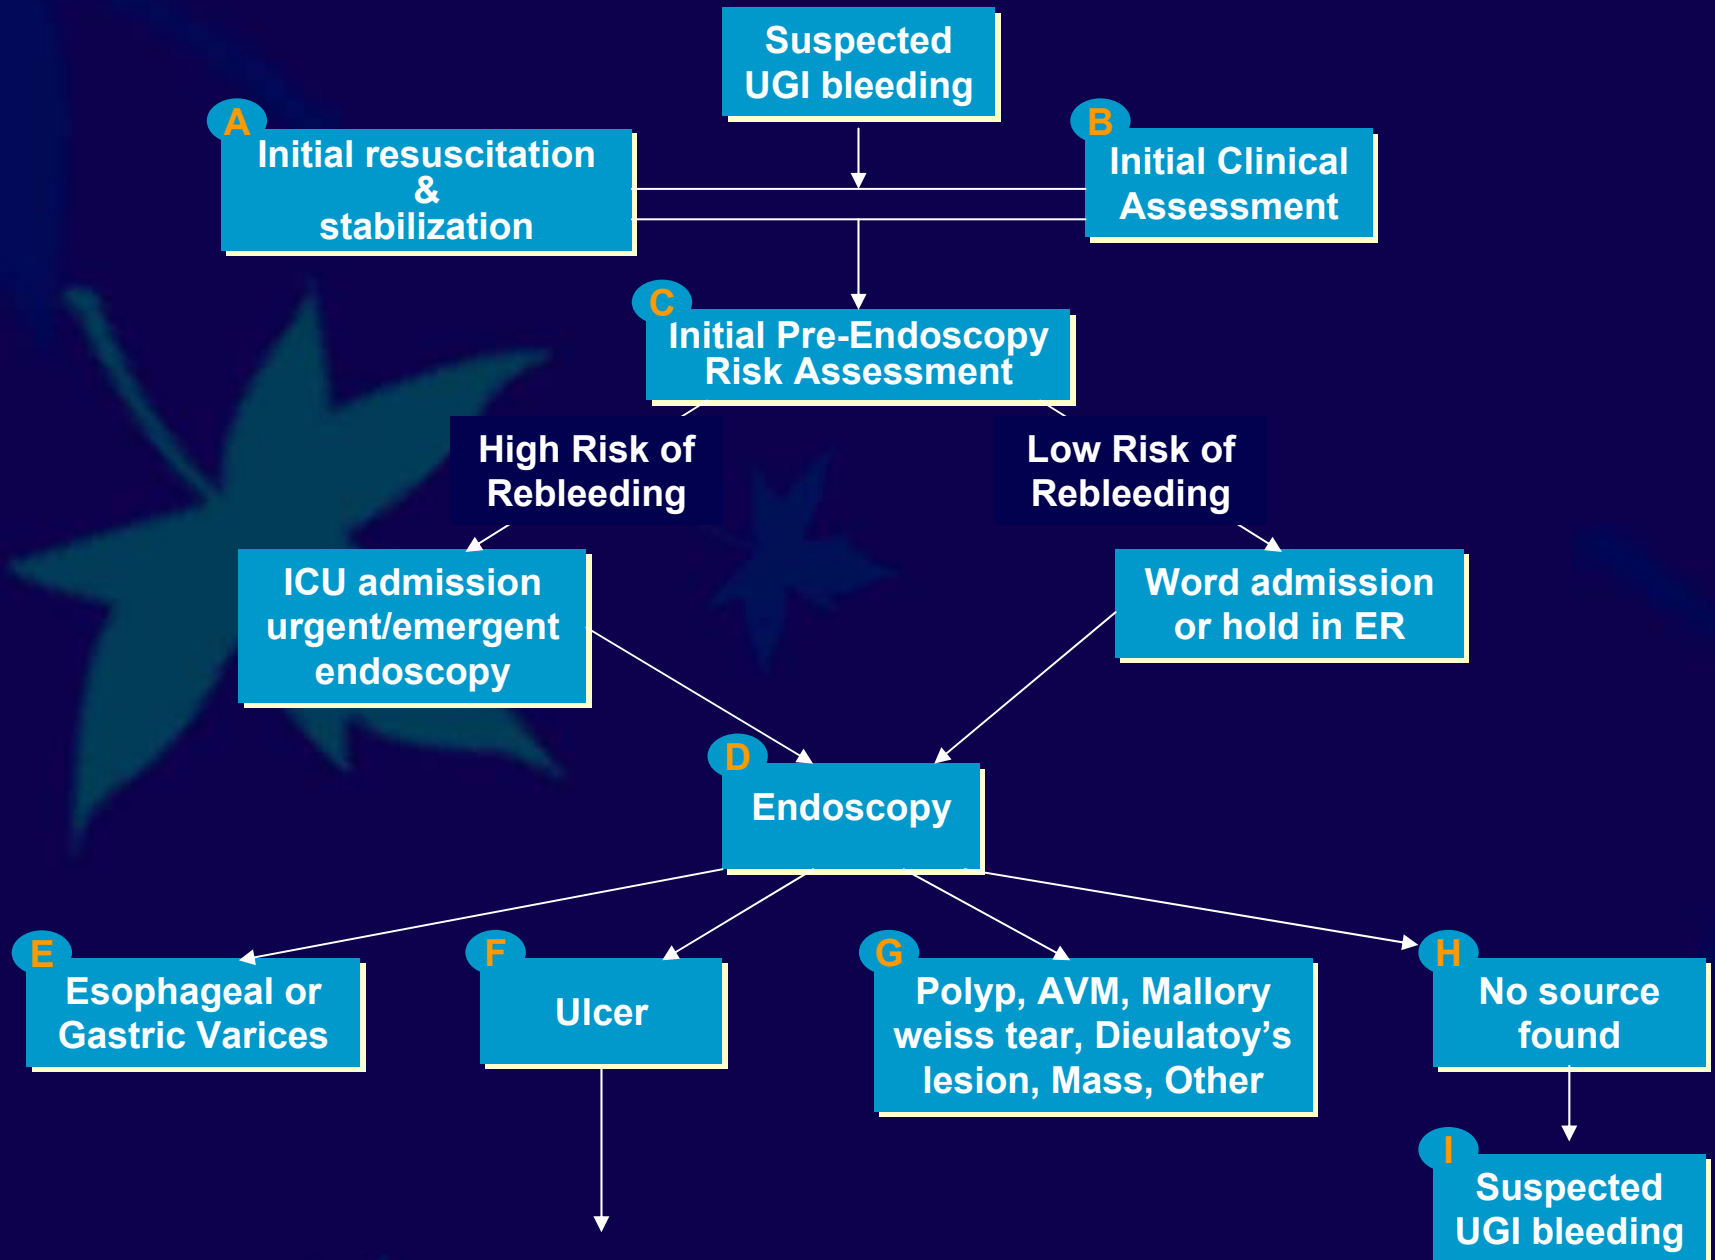 Suspected
UGI bleeding
A
Initial resuscitation
&
stabilization
B
Initial Clinical
Assessment
C
Initial Pre-Endoscopy
Risk Assessment
High Risk of
Rebleeding
Low Risk of
Rebleeding
ICU admission
urgent/emergent
endoscopy
Word admission
or hold in ER
D
Endoscopy
E
Esophageal or
Gastric Varices
F
Ulcer
G
Polyp, AVM, Mallory
weiss tear, Dieulatoy’s
lesion, Mass, Other
H
No source
found
I
Suspected
UGI bleeding